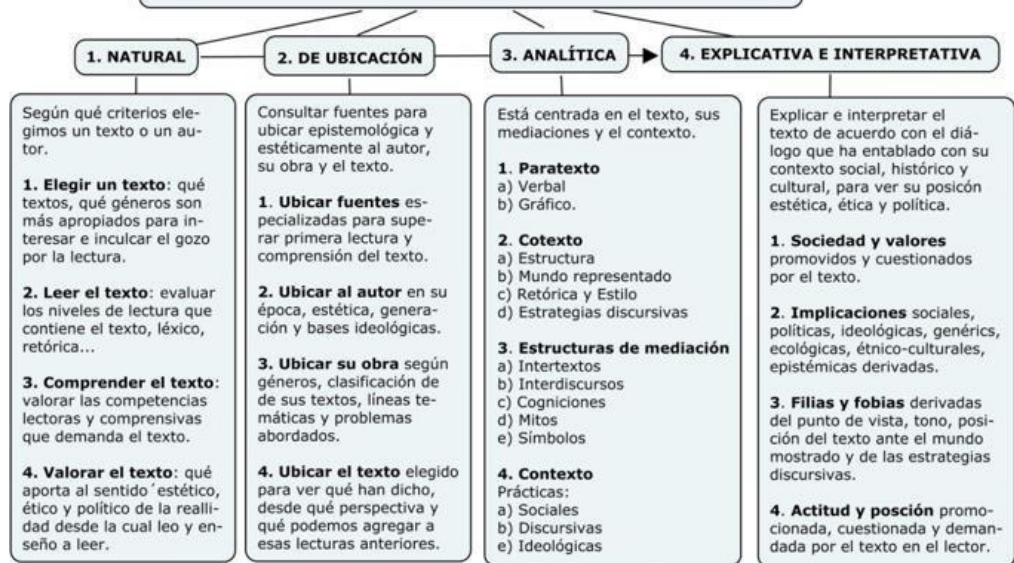 1. NATURAL
2. DE UBICACIÓN
3. ANALÍTICA
4. EXPLICATIVA E INTERPRETATIVA
Según qué criterios ele-
gimos un texto o un au-
tor.
1. Elegir un texto: qué
textos, qué géneros son
más apropiados para in-
teresar e inculcar el gozo
por la lectura.
2. Leer el texto: evaluar
los niveles de lectura que
contiene el texto, léxico,
retórica...
3. Comprender el texto:
valorar las competencias
lectoras y comprensivas
que demanda el texto.
4. Valorar el texto: qué
aporta al sentido ´estético,
ético y político de la realli-
dad desde la cual leo y en-
seño a leer.
Consultar fuentes para
ubicar epistemológica y
estéticamente al autor,
su obra y el texto.
1. Ubicar fuentes es-
pecializadas para supe-
rar primera lectura y
comprensión del texto.
2. Ubicar al autor en su
época, estética, genera-
ción y bases ideológicas.
3. Ubicar su obra según
géneros, clasificación de
de sus textos, líneas te-
máticas y problemas
abordados.
4. Ubicar el texto elegido
para ver qué han dicho,
desde qué perspectiva y
qué podemos agregar a
esas lecturas anteriores.
Está centrada en el texto, sus
mediaciones y el contexto.
1. Paratexto
a) Verbal
b) Gráfico.
2. Cotexto
a) Estructura
b) Mundo representado
c) Retórica y Estilo
d) Estrategias discursivas
3. Estructuras de mediación
a) Intertextos
b) Interdiscursos
c) Cogniciones
d) Mitos
e) Símbolos
4. Contexto
Prácticas:
a) Sociales
b) Discursivas
e) Ideológicas
Explicar e interpretar el
texto de acuerdo con el diá-
logo que ha entablado con su
contexto social, histórico y
cultural, para ver su posicón
estética, ética y política.
1. Sociedad y valores
promovidos y cuestionados
por el texto.
2. Implicaciones sociales,
políticas, ideológicas, genérics,
ecológicas, étnico-culturales,
epistémicas derivadas.
3. Filias y fobias derivadas
del punto de vista, tono, posi-
ción del texto ante el mundo
mostrado y de las estrategias
discursivas.
4. Actitud y posción promo-
cionada, cuestionada y deman-
dada por el texto en el lector.